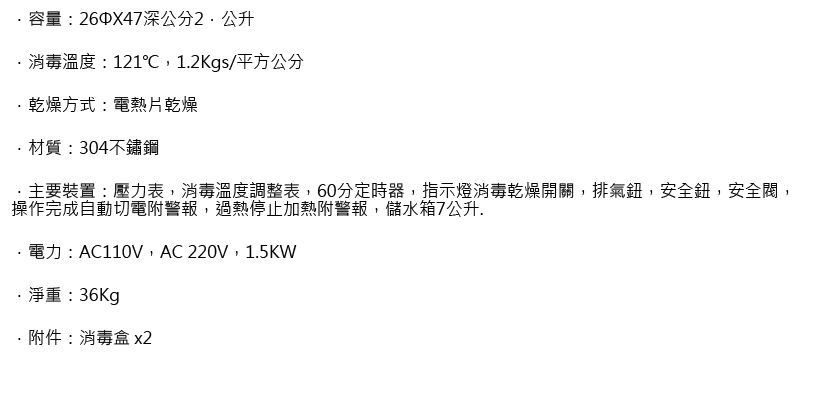 ．容量：26ΦX47深公分2．公升
．消毒溫度：121℃，1.2Kgs/平方公分
．乾燥方式：電熱片乾燥
．材質：304不鏽鋼
．主要裝置：壓力表，消毒溫度調整表，60分定時器，指示燈消毒乾燥開關，排氣鈕，安全鈕，安全閥，
操作完成自動切電附警報，過熱停止加熱附警報，儲水箱7公升.
．電力：AC110V，AC 220V，1.5KW
．淨重：36Kg
．附件：消毒盒 x2